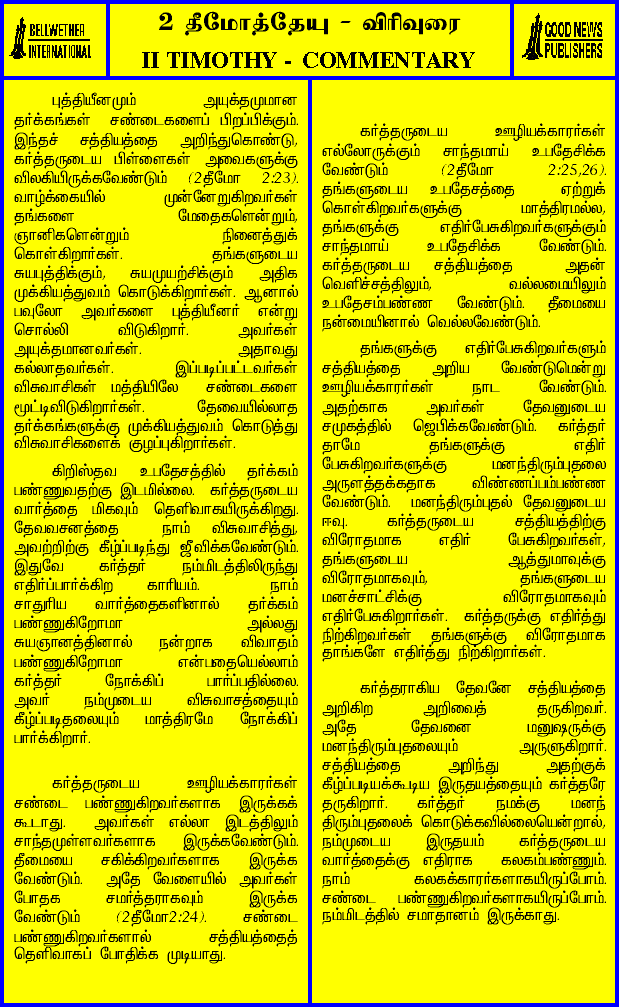 BELLWETHER
INTERNATIONAL
2 தீமோத்தேயு - விரிவுரை
II TIMOTHY - COMMENTARY
GOOD NEWS
PUBLISHERS
புத்தியீனமும் அயுக்தமுமான
தர்க்கங்கள் சண்டைகளைப் பிறப்பிக்கும்.
இந்தச் சத்தியத்தை அறிந்துகொண்டு,
கர்த்தருடைய பிள்ளைகள் அவைகளுக்கு
விலகியிருக்கவேண்டும் (2தீமோ 2:23).
வாழ்க்கையில் முன்னேறுகிறவர்கள்
தங்களை மேதைகளென்றும்,
ஞானிகளென்றும் நினைத்துக்
கொள்கிறார்கள். தங்களுடைய
சுயபுத்திக்கும், சுயமுயற்சிக்கும் அதிக
முக்கியத்துவம் கொடுக்கிறார்கள். ஆனால்
பவுலோ அவர்களை புத்தியீனர் என்று
சொல்லி விடுகிறார். அவர்கள்
அயுக்தமானவர்கள். அதாவது
கல்லாதவர்கள். இப்படிப்பட்டவர்கள்
விசுவாசிகள் மத்தியிலே சண்டைகளை
மூட்டிவிடுகிறார்கள். தேவையில்லாத
தர்க்கங்களுக்கு முக்கியத்துவம் கொடுத்து
விசுவாசிகளைக் குழப்புகிறார்கள்.
கிறிஸ்தவ உபதேசத்தில் தர்க்கம்
பண்ணுவதற்கு இடமில்லை. கர்த்தருடைய
வார்த்தை மிகவும் தெளிவாகயிருக்கிறது.
தேவவசனத்தை நாம் விசுவாசித்து,
அவற்றிற்கு கீழ்ப்படிந்து ஜீவிக்கவேண்டும்.
இதுவே கர்த்தர் நம்மிடத்திலிருந்து
எதிர்ப்பார்க்கிற காரியம். நாம்
சாதுரிய வார்த்தைகளினால் தர்க்கம்
பண்ணுகிறோமா அல்லது
சுயஞானத்தினால் நன்றாக விவாதம்
பண்ணுகிறோமா என்பதையெல்லாம்
கர்த்தர் நோக்கிப் பார்ப்பதில்லை.
அவர் நம்முடைய விசுவாசத்தையும்
கீழ்ப்படிதலையும் மாத்திரமே நோக்கிப்
பார்க்கிறார்.
கர்த்தருடைய ஊழியக்காரர்கள்
சண்டை பண்ணுகிறவர்களாக இருக்கக்
கூடாது. அவர்கள் எல்லா இடத்திலும்
சாந்தமுள்ளவர்களாக இருக்கவேண்டும்.
தீமையை சகிக்கிறவர்களாக இருக்க
வேண்டும். அதே வேளையில் அவர்கள்
போதக சமர்த்தராகவும் இருக்க
வேண்டும் (2தீமோ2:24). சண்டை
பண்ணுகிறவர்களால் சத்தியத்தைத்
தெளிவாகப் போதிக்க முடியாது.
கர்த்தருடைய ஊழியக்காரர்கள்
எல்லோருக்கும் சாந்தமாய் உபதேசிக்க
வேண்டும் (2தீமோ 2:25,26).
தங்களுடைய உபதேசத்தை ஏற்றுக்
கொள்கிறவர்களுக்கு மாத்திரமல்ல,
தங்களுக்கு எதிர்பேசுகிறவர்களுக்கும்
சாந்தமாய் உபதேசிக்க வேண்டும்.
கர்த்தருடைய சத்தியத்தை அதன்
வெளிச்சத்திலும், வல்லமையிலும்
உபதேசம்பண்ண வேண்டும். தீமையை
நன்மையினால் வெல்லவேண்டும்.
தங்களுக்கு எதிர்பேசுகிறவர்களும்
சத்தியத்தை அறிய வேண்டுமென்று
ஊழியக்காரர்கள் நாட வேண்டும்.
அதற்காக அவர்கள் தேவனுடைய
சமுகத்தில் ஜெபிக்கவேண்டும். கர்த்தர்
தாமே தங்களுக்கு எதிர்
பேசுகிறவர்களுக்கு மனந்திரும்புதலை
அருளத்தக்கதாக விண்ணப்பம்பண்ண
வேண்டும். மனந்திரும்புதல் தேவனுடைய
ஈவு. கர்த்தருடைய சத்தியத்திற்கு
விரோதமாக எதிர் பேசுகிறவர்கள்,
தங்களுடைய ஆத்துமாவுக்கு
விரோதமாகவும், தங்களுடைய
மனச்சாட்சிக்கு விரோதமாகவும்
எதிர்பேசுகிறார்கள். கர்த்தருக்கு எதிர்த்து
நிற்கிறவர்கள் தங்களுக்கு விரோதமாக
தாங்களே எதிர்த்து நிற்கிறார்கள்.
கர்த்தராகிய தேவனே சத்தியத்தை
அறிகிற அறிவைத் தருகிறவர்.
அதே தேவனை மனுஷருக்கு
மனந்திரும்புதலையும் அருளுகிறார்.
சத்தியத்தை அறிந்து அதற்குக்
கீழ்ப்படியக்கூடிய இருதயத்தையும் கர்த்தரே
தருகிறார். கர்த்தர் நமக்கு மனந்
திரும்புதலைக் கொடுக்கவில்லையென்றால்,
நம்முடைய இருதயம் கர்த்தருடைய
வார்த்தைக்கு எதிராக கலகம்பண்ணும்.
நாம் கலகக்காரர்களாகயிருப்போம்.
சண்டை பண்ணுகிறவர்களாகயிருப்போம்.
நம்மிடத்தில் சமாதானம் இருக்காது.